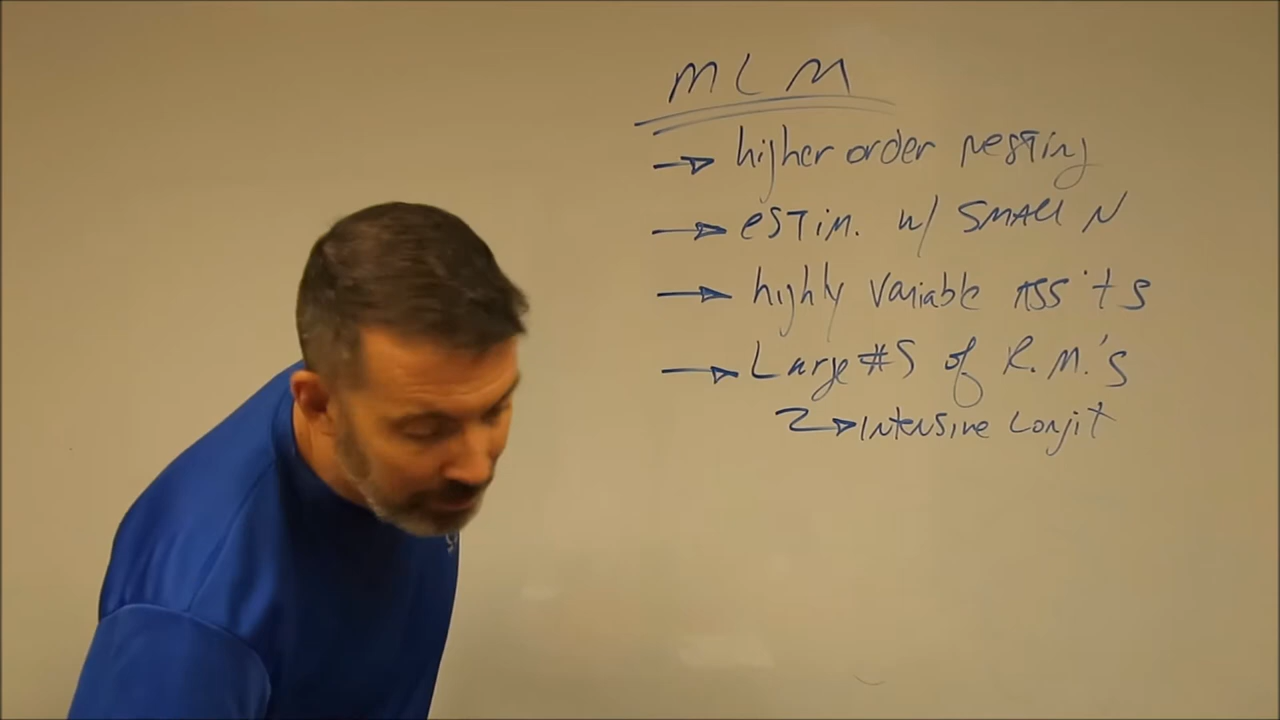 MLM
higher order nesting
estim. w/ small N
highly variable Ass'ts
Large #s of R.M.'s
Intensive Longit